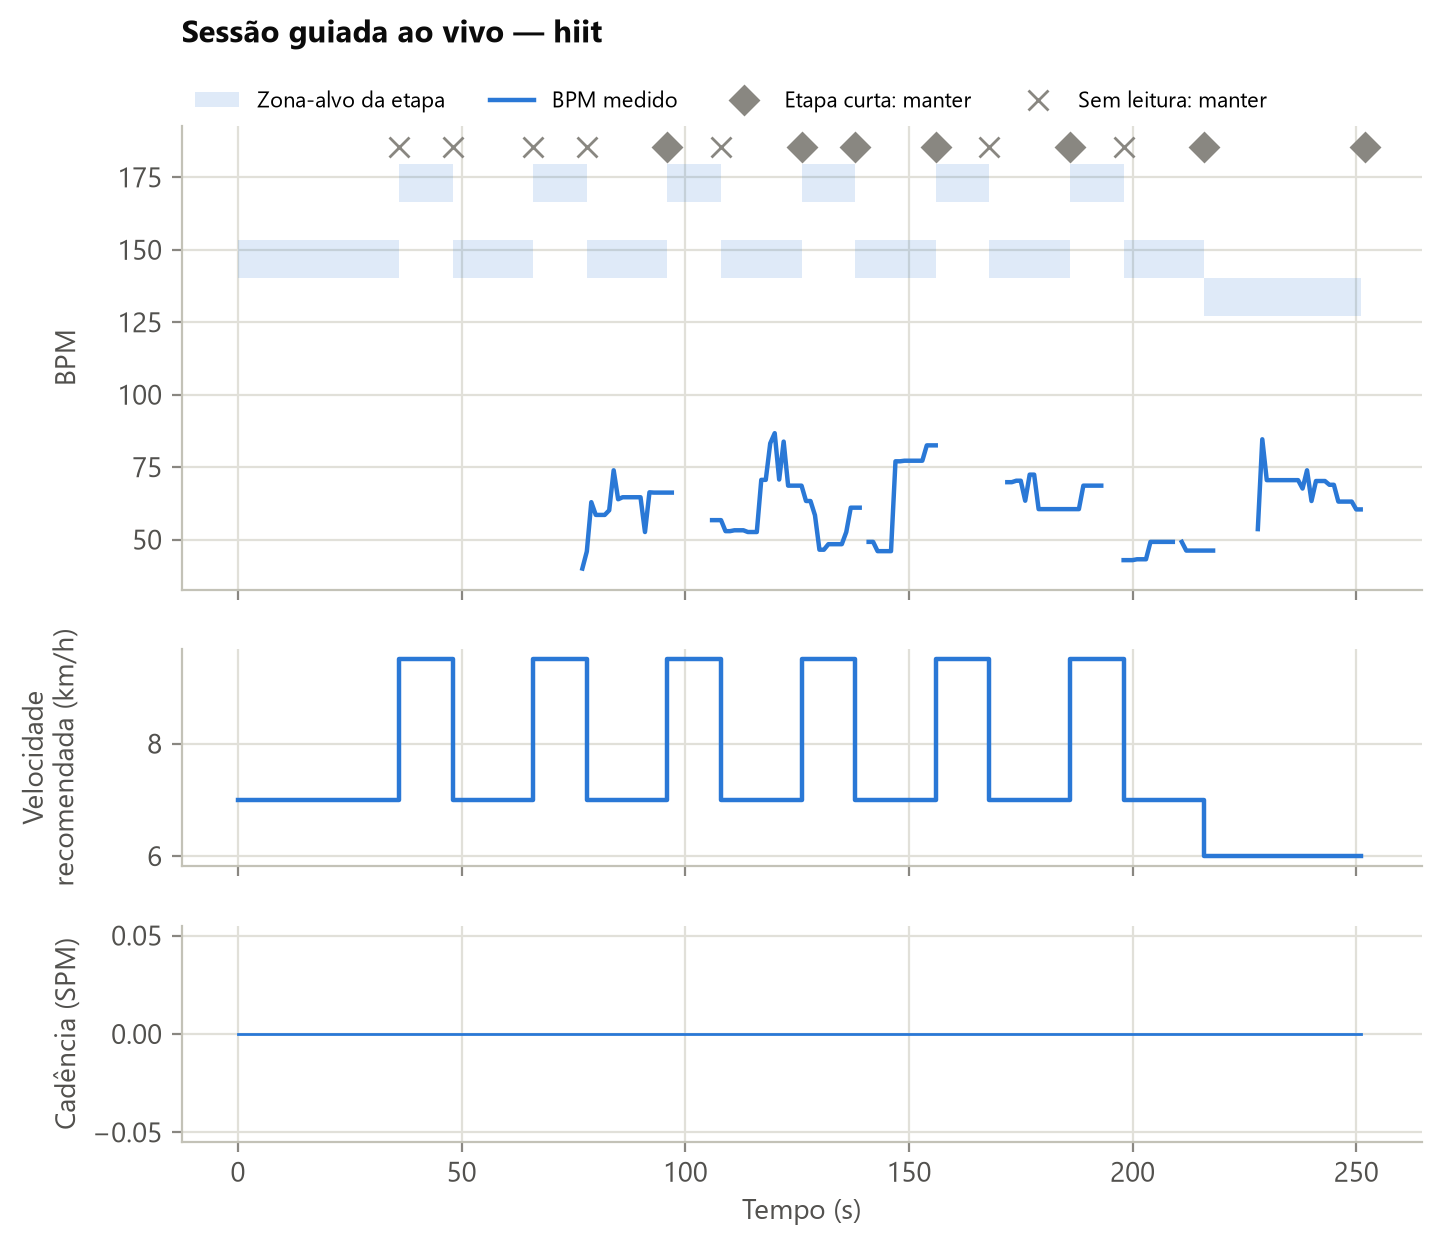 Sessão guiada ao vivo — hiit
Zona-alvo da etapa
BPM medido
Etapa curta: manter
Sem leitura: manter
BPM
175
150
125
100
75
50
Velocidade
recomendada (km/h)
8
6
Cadência (SPM)
0.05
0.00
−0.05
0
50
100
150
200
250
Tempo (s)